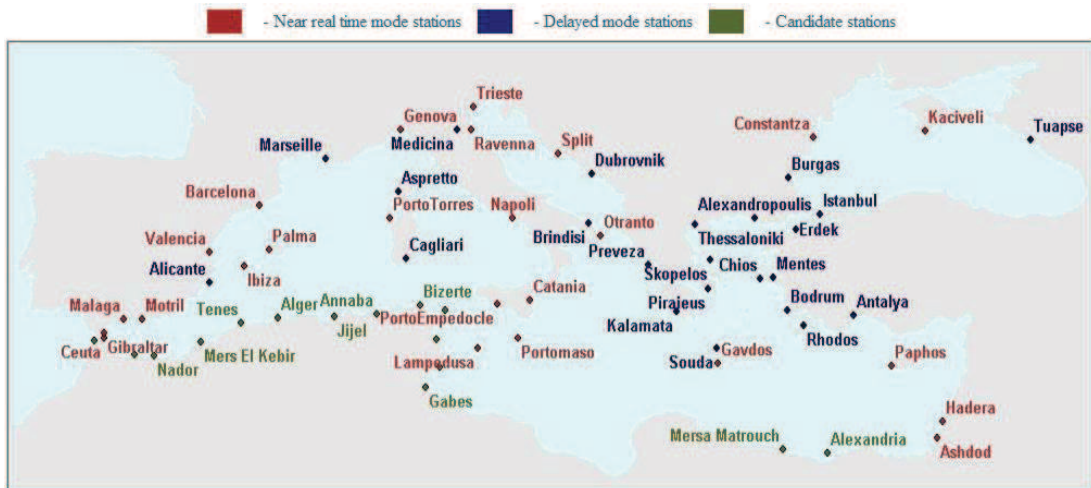 - Near real time mode stations - Delayed mode stations - Candidate stations
Trieste
Genova
Constantza
Kaciveli
Tuapse
Medicina
Ravenna
Marseille
Split
Dubrovnik
Burgas
Aspretto
Barcelona
PortoTorres
Napoli
Alexandropoulis
Istanbul
Otranto
Erdek
Brindisi
Thessaloniki
Valencia
Palma
Cagliari
Preveza
Alicante
Ibiza
Skopelos
Chios
Mentes
Bizerte
Catania
Pirajeus
Bodrum
Antalya
Malaga
Motril
Tenes
Alger
Annaba
PortoEmpedocle
Kalamata
Jijel
Ceuta
Gibraltar
Mers El Kebir
Portomaso
Rhodos
Nador
Lampedusa
Souda
Gavdos
Paphos
Gabes
Hadera
Mersa Matrouch
Alexandria
Ashdod